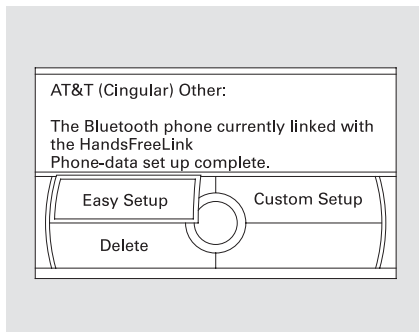 AT&T (Cingular) Other:
The Bluetooth phone currently linked with
the HandsFreeLink
Phone-data set up complete.
Easy Setup
Custom Setup
Delete